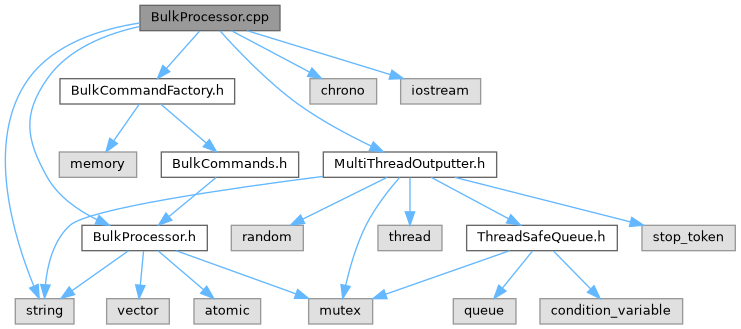 BulkProcessor.cpp
BulkCommandFactory.h
chrono
iostream
memory
BulkCommands.h
MultiThreadOutputter.h
BulkProcessor.h
random
thread
ThreadSafeQueue.h
stop_token
string
vector
atomic
mutex
queue
condition_variable